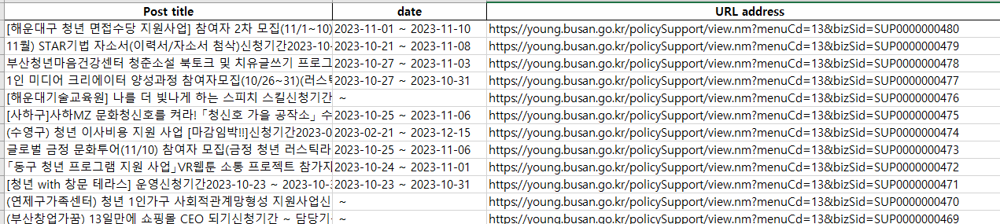 Post title date URL address
[해운대구 청년 면접수당 지원사업] 참여자 2차 모집(11/1~10) 2023-11-01 ~ 2023-11-10 https://young.busan.go.kr/policySupport/view.nm?menuCd=13&bizSid=SUP0000000480
11월) STAR기법 자소서(이력서/자소서 첨삭)신청기간2023-10- 2023-10-21 ~ 2023-11-08 https://young.busan.go.kr/policySupport/view.nm?menuCd=13&bizSid=SUP0000000479
부산청년마음건강센터 청춘소설 북토크 및 치유글쓰기 프로그 2023-10-27 ~ 2023-11-03 https://young.busan.go.kr/policySupport/view.nm?menuCd=13&bizSid=SUP0000000478
1인 미디어 크리에이터 양성과정 참여자모집(10/26~31)(러스트 2023-10-27 ~ 2023-10-31 https://young.busan.go.kr/policySupport/view.nm?menuCd=13&bizSid=SUP0000000477
[해운대기술교육원] 나를 더 빛나게 하는 스피치 스킬신청기간 ~ https://young.busan.go.kr/policySupport/view.nm?menuCd=13&bizSid=SUP0000000476
[사하구]사하MZ 문화청신호를 켜라! 「청신호 가을 공작소」 수 2023-10-25 ~ 2023-11-06 https://young.busan.go.kr/policySupport/view.nm?menuCd=13&bizSid=SUP0000000475
(수영구) 청년 이사비용 지원 사업 [마감임박!!]신청기간2023-0 2023-02-21 ~ 2023-12-15 https://young.busan.go.kr/policySupport/view.nm?menuCd=13&bizSid=SUP0000000474
글로벌 금정 문화투어(11/10) 참여자 모집(금정 청년 러스틱라 2023-10-25 ~ 2023-11-06 https://young.busan.go.kr/policySupport/view.nm?menuCd=13&bizSid=SUP0000000473
「동구 청년 프로그램 지원 사업」VR웹툰 소통 프로젝트 참가자 2023-10-24 ~ 2023-11-01 https://young.busan.go.kr/policySupport/view.nm?menuCd=13&bizSid=SUP0000000472
[청년 with 창문 테라스] 운영신청기간2023-10-23 ~ 2023-10-3 2023-10-23 ~ 2023-10-31 https://young.busan.go.kr/policySupport/view.nm?menuCd=13&bizSid=SUP0000000471
(연제구가족센터) 청년 1인가구 사회적관계망형성 지원사업신 ~ https://young.busan.go.kr/policySupport/view.nm?menuCd=13&bizSid=SUP0000000470
(부산창업가꿈) 13일만에 쇼핑몰 CEO 되기신청기간 ~ 담당기 ~ https://young.busan.go.kr/policySupport/view.nm?menuCd=13&bizSid=SUP0000000469